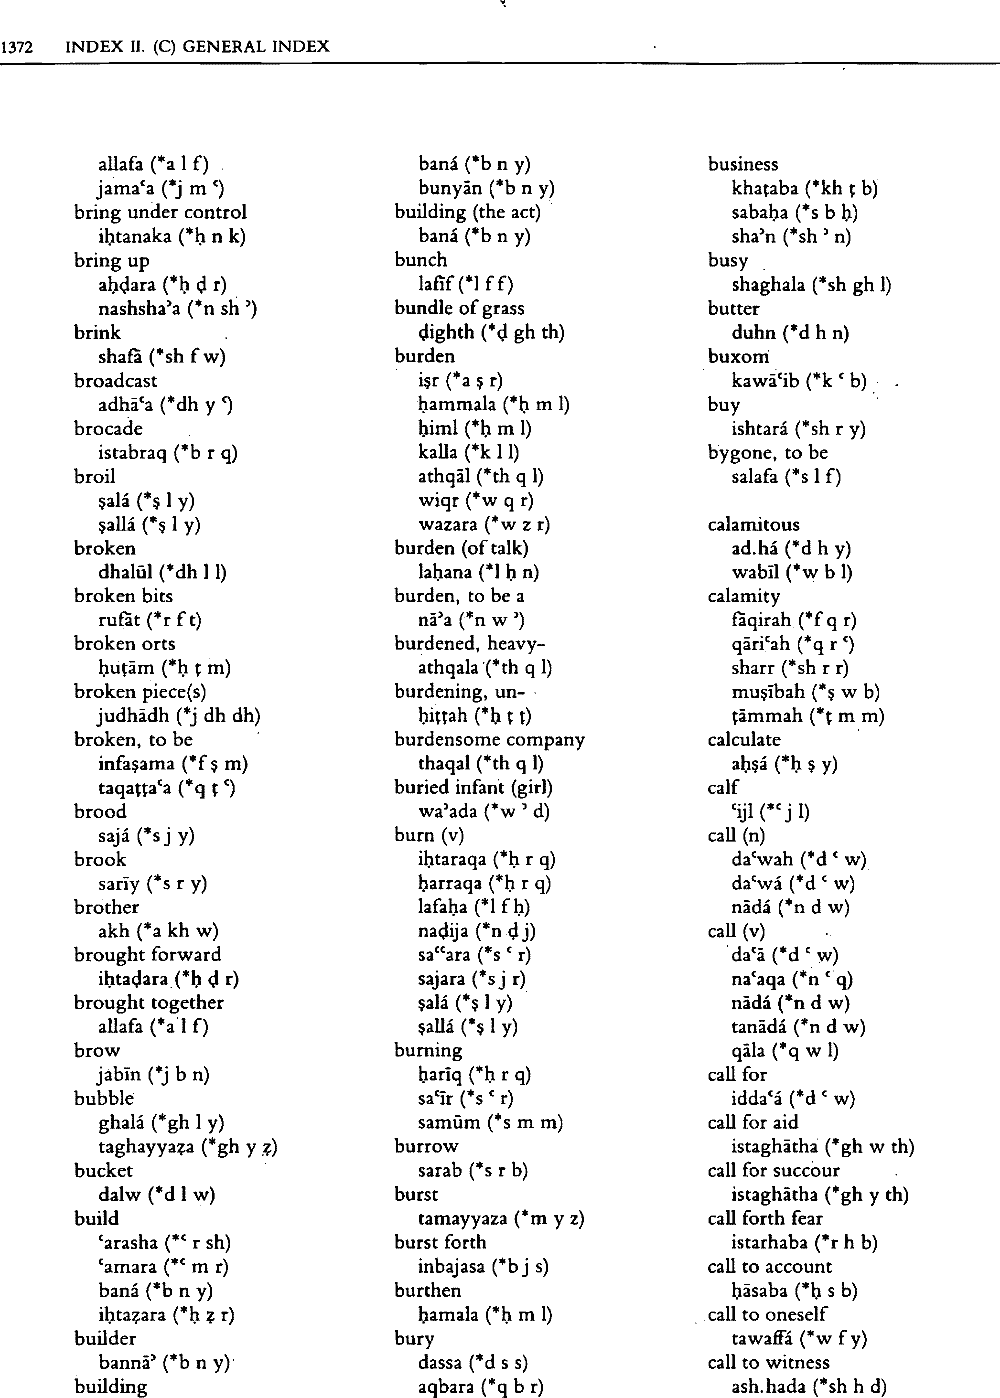 1372 INDEX II. (C) GENERAL INDEX
allafa (*a l f)
jamaʿa (*j m ʿ)
bring under control
iḥtanaka (*ḥ n k)
bring up
aḥḍara (*ḥ ḍ r)
nashshaʾa (*n sh ʾ)
brink
shafā (*sh f w)
broadcast
adhāʿa (*dh y ʿ)
brocade
istabraq (*b r q)
broil
ṣalá (*ṣ l y)
ṣallá (*ṣ l y)
broken
dhalūl (*dh l l)
broken bits
rufāt (*r f t)
broken orts
ḥuṭām (*ḥ ṭ m)
broken piece(s)
judhādh (*j dh dh)
broken, to be
infaṣama (*f ṣ m)
taqaṭṭaʿa (*q ṭ ʿ)
brood
sajá (*s j y)
brook
sarīy (*s r y)
brother
akh (*a kh w)
brought forward
iḥtaḍara (*ḥ ḍ r)
brought together
allafa (*a l f)
brow
jabīn (*j b n)
bubble
ghalá (*gh l y)
taghayyaẓa (*gh y ẓ)
bucket
dalw (*d l w)
build
ʿarasha (*ʿ r sh)
ʿamara (*ʿ m r)
baná (*b n y)
iḥtaẓara (*ḥ ẓ r)
builder
bannāʾ (*b n y)
building
baná (*b n y)
bunyān (*b n y)
building (the act)
baná (*b n y)
bunch
lafīf (*l f f)
bundle of grass
ḍighth (*ḍ gh th)
burden
iṣr (*a ṣ r)
ḥammala (*ḥ m l)
ḥiml (*ḥ m l)
kalla (*k l l)
athqāl (*th q l)
wiqr (*w q r)
wazara (*w z r)
burden (of talk)
laḥana (*l ḥ n)
burden, to be a
nāʾa (*n w ʾ)
burdened, heavy-
athqala (*th q l)
burdening, un-
ḥiṭṭah (*ḥ ṭ t)
burdensome company
thaqal (*th q l)
buried infant (girl)
waʾada (*w ʾ d)
burn (v)
iḥtaraqa (*ḥ r q)
ḥarraqa (*ḥ r q)
lafaḥa (*l f ḥ)
naḍija (*n ḍ j)
saʿʿara (*s ʿ r)
sajara (*s j r)
ṣalá (*ṣ l y)
ṣallá (*ṣ l y)
burning
ḥarīq (*ḥ r q)
saʿīr (*s ʿ r)
samūm (*s m m)
burrow
sarab (*s r b)
burst
tamayyaza (*m y z)
burst forth
inbajasa (*b j s)
burthen
ḥamala (*ḥ m l)
bury
dassa (*d s s)
aqbara (*q b r)
business
khaṭaba (*kh ṭ b)
sabaḥa (*s b ḥ)
shaʾn (*sh ʾ n)
busy
shaghala (*sh gh l)
butter
duhn (*d h n)
buxom
kawāʿib (*k ʿ b)
buy
ishtará (*sh r y)
bygone, to be
salafa (*s l f)
calamitous
ad.há (*d h y)
wabīl (*w b l)
calamity
fāqirah (*f q r)
qāriʿah (*q r ʿ)
sharr (*sh r r)
muṣībah (*ṣ w b)
ṭāmmah (*ṭ m m)
calculate
aḥṣá (*ḥ ṣ y)
calf
ʿijl (*ʿ j l)
call (n)
daʿwah (*d ʿ w)
daʿwá (*d ʿ w)
nādá (*n d w)
call (v)
daʿā (*d ʿ w)
naʿaqa (*n ʿ q)
nādá (*n d w)
tanādá (*n d w)
qāla (*q w l)
call for
iddaʿá (*d ʿ w)
call for aid
istaghātha (*gh w th)
call for succour
istaghātha (*gh y th)
call forth fear
istarhaba (*r h b)
call to account
ḥāsaba (*ḥ s b)
call to oneself
tawaffá (*w f y)
call to witness
ash.hada (*sh h d)